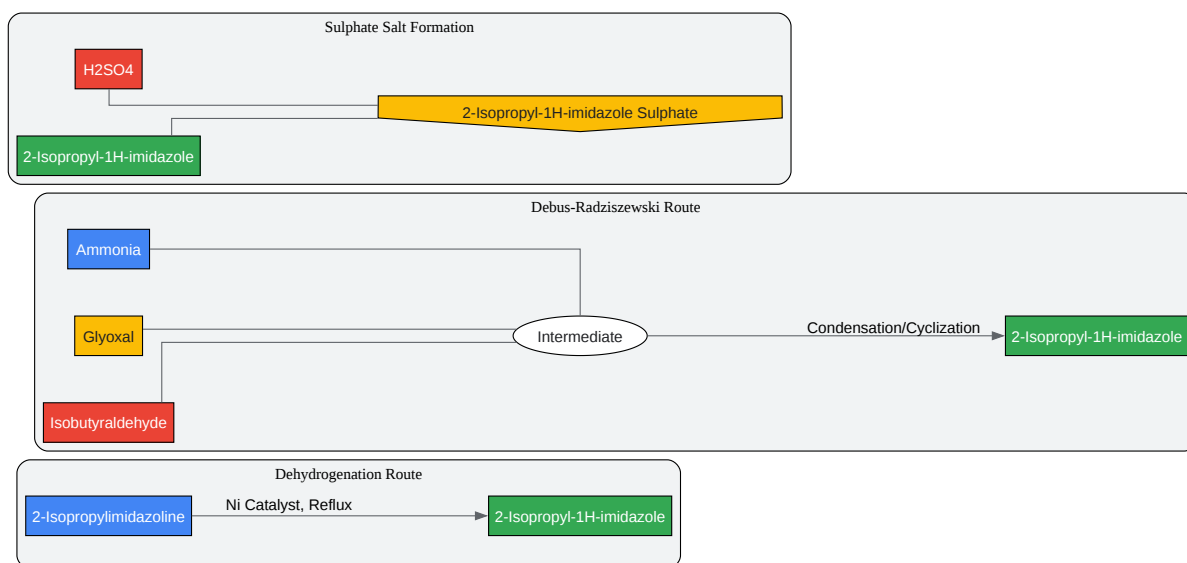 Sulphate Salt Formation
H2SO4
2-Isopropyl-1H-imidazole Sulphate
2-Isopropyl-1H-imidazole
Debus-Radziszewski Route
Ammonia
Glyoxal
Intermediate
Condensation/Cyclization
2-Isopropyl-1H-imidazole
Isobutyraldehyde
Dehydrogenation Route
2-Isopropylimidazoline
Ni Catalyst, Reflux
2-Isopropyl-1H-imidazole